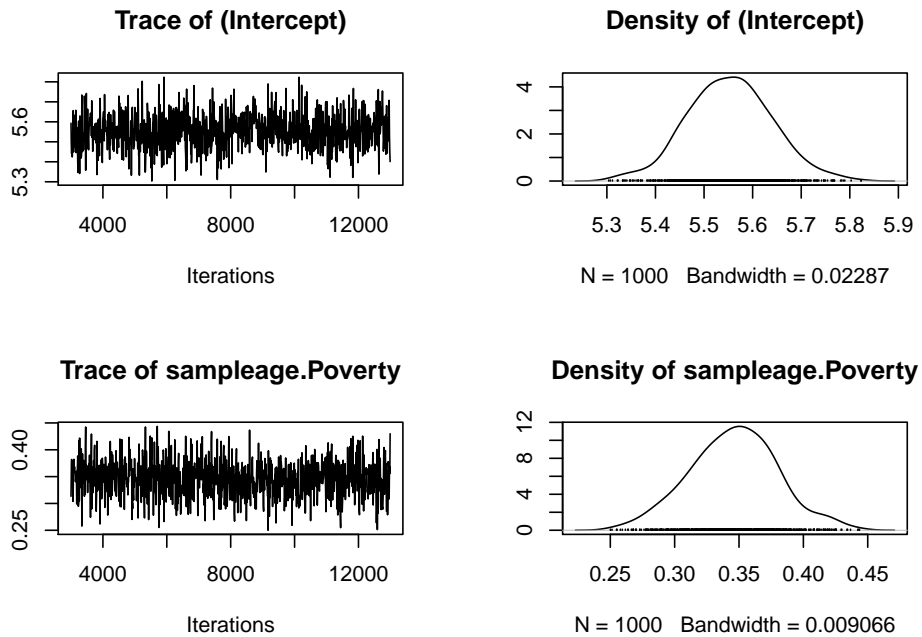 Trace of (Intercept)
5.3 5.6
4000 8000 12000
Iterations
Density of (Intercept)
0 2 4
5.3 5.4 5.5 5.6 5.7 5.8 5.9
N = 1000 Bandwidth = 0.02287
Trace of sampleage.Poverty
0.25 0.40
4000 8000 12000
Iterations
Density of sampleage.Poverty
0 4 8 12
0.25 0.30 0.35 0.40 0.45
N = 1000 Bandwidth = 0.009066